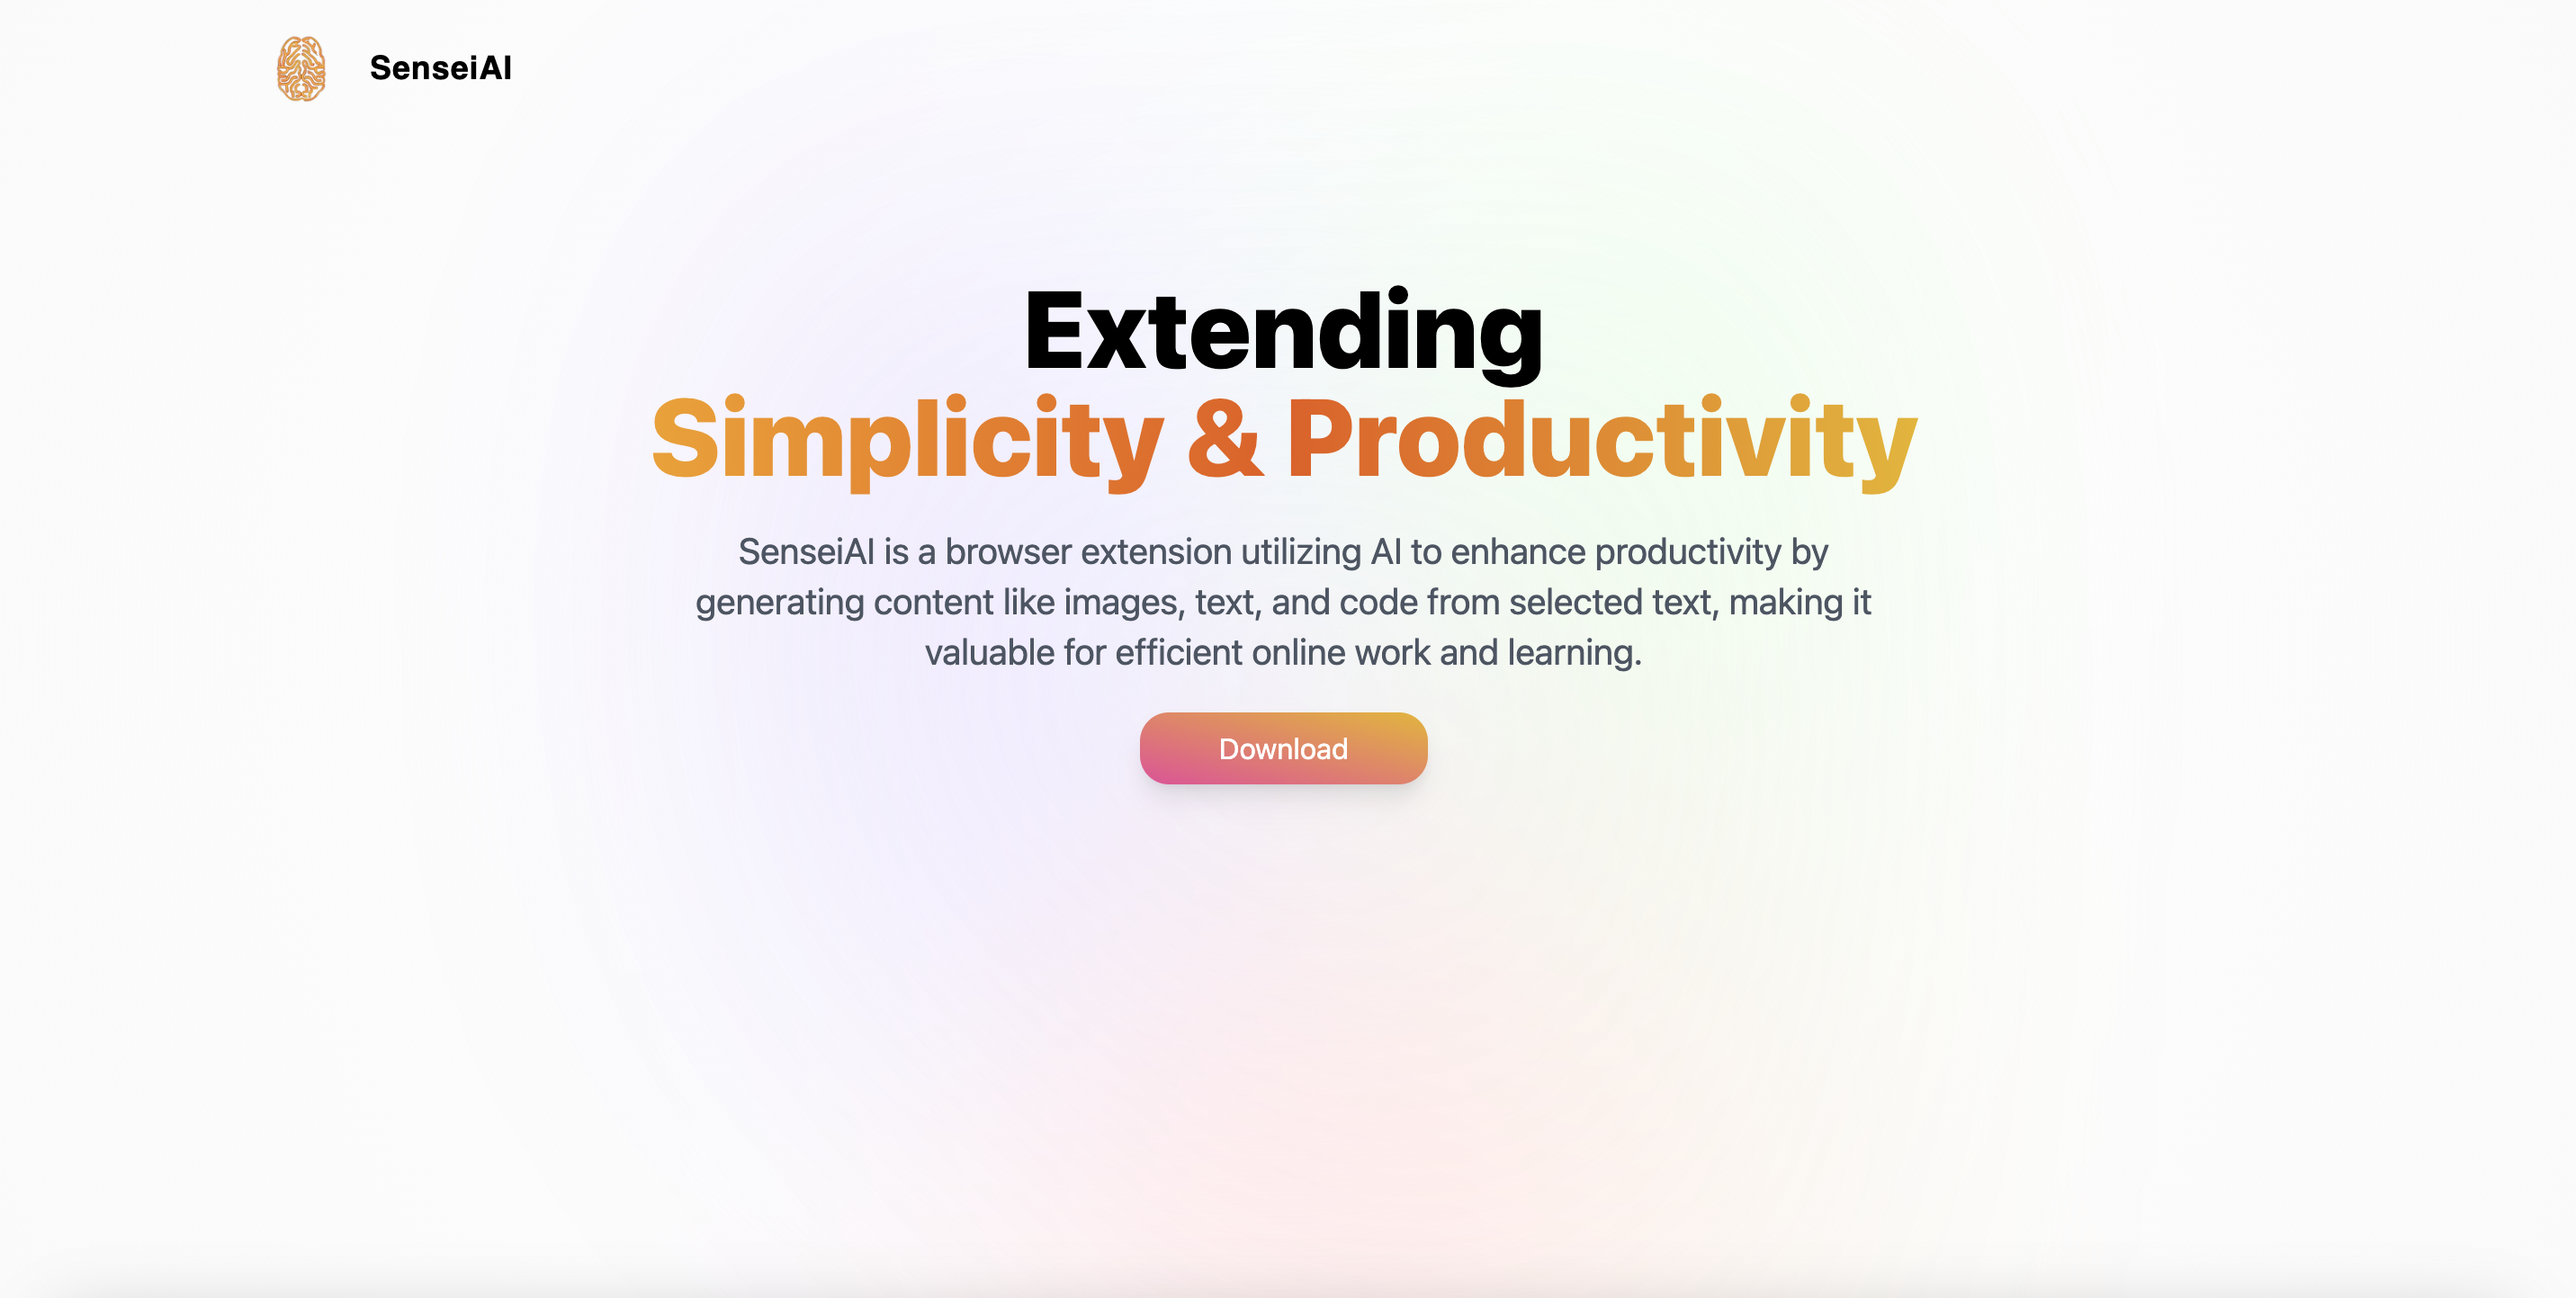 SenseiAI
Extending
Simplicity & Productivity
SenseiAI is a browser extension utilizing AI to enhance productivity by
generating content like images, text, and code from selected text, making it
valuable for efficient online work and learning.
Download